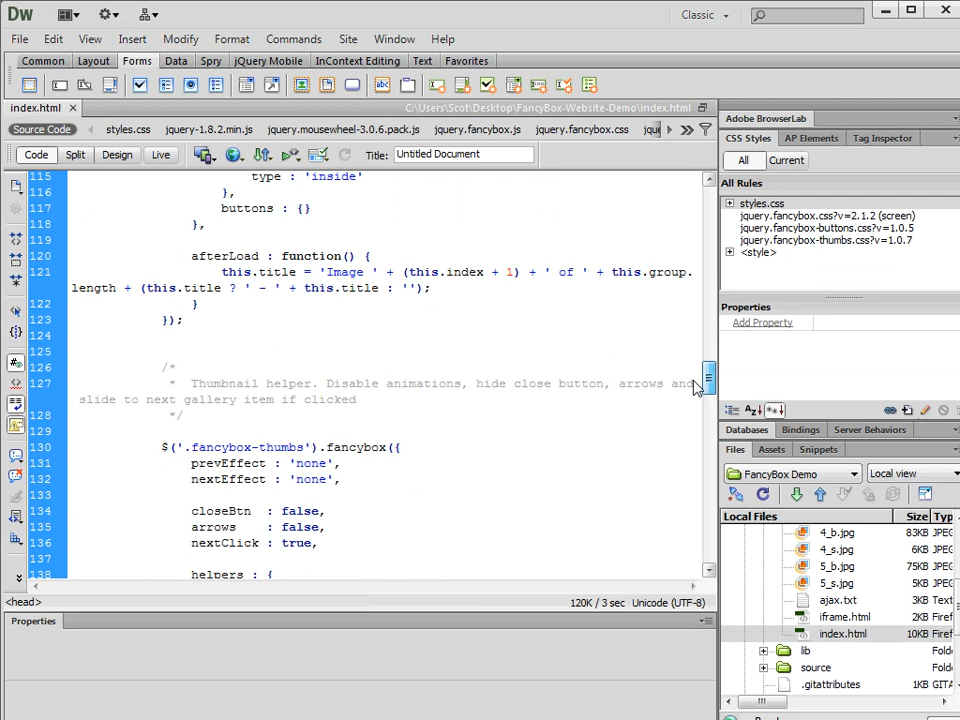 Dw
Classic
File Edit View Insert Modify Format Commands Site Window Help
Common Layout Forms Data Spry jQuery Mobile InContext Editing Text Favorites
index.html C:\Users\Scot\Desktop\FancyBox-Website-Demo\index.html
Source Code styles.css jquery-1.8.2.min.js jquery.mousewheel-3.0.6.pack.js jquery.fancybox.js jquery.fancybox.css
Code Split Design Live Title: Untitled Document
115 type : 'inside'
116 },
117 buttons : {}
118 },
119
120 afterLoad : function() {
121 this.title = 'Image ' + (this.index + 1) + ' of ' + this.group.
length + (this.title ? ' - ' + this.title : '');
122 }
123 });
124
125
126 /*
127 * Thumbnail helper. Disable animations, hide close button, arrows and
slide to next gallery item if clicked
128 */
129
130 $('.fancybox-thumbs').fancybox({
131 prevEffect : 'none',
132 nextEffect : 'none',
133
134 closeBtn : false,
135 arrows : false,
136 nextClick : true,
137
138 helpers : {
<head> 120K / 3 sec Unicode (UTF-8)
Properties
Adobe BrowserLab
CSS Styles AP Elements Tag Inspector
All Current
All Rules
styles.css
jquery.fancybox.css?v=2.1.2 (screen)
jquery.fancybox-buttons.css?v=1.0.5
jquery.fancybox-thumbs.css?v=1.0.7
<style>
Properties
Add Property
Databases Bindings Server Behaviors
Files Assets Snippets
FancyBox Demo Local view
Local Files Size Typ
4_b.jpg 83KB JPEG
4_s.jpg 6KB JPEG
5_b.jpg 75KB JPEG
5_s.jpg 5KB JPEG
ajax.txt 3KB Text
iframe.html 2KB Firef
index.html 10KB Firef
lib Folde
source Folde
.gitattributes 1KB GITA